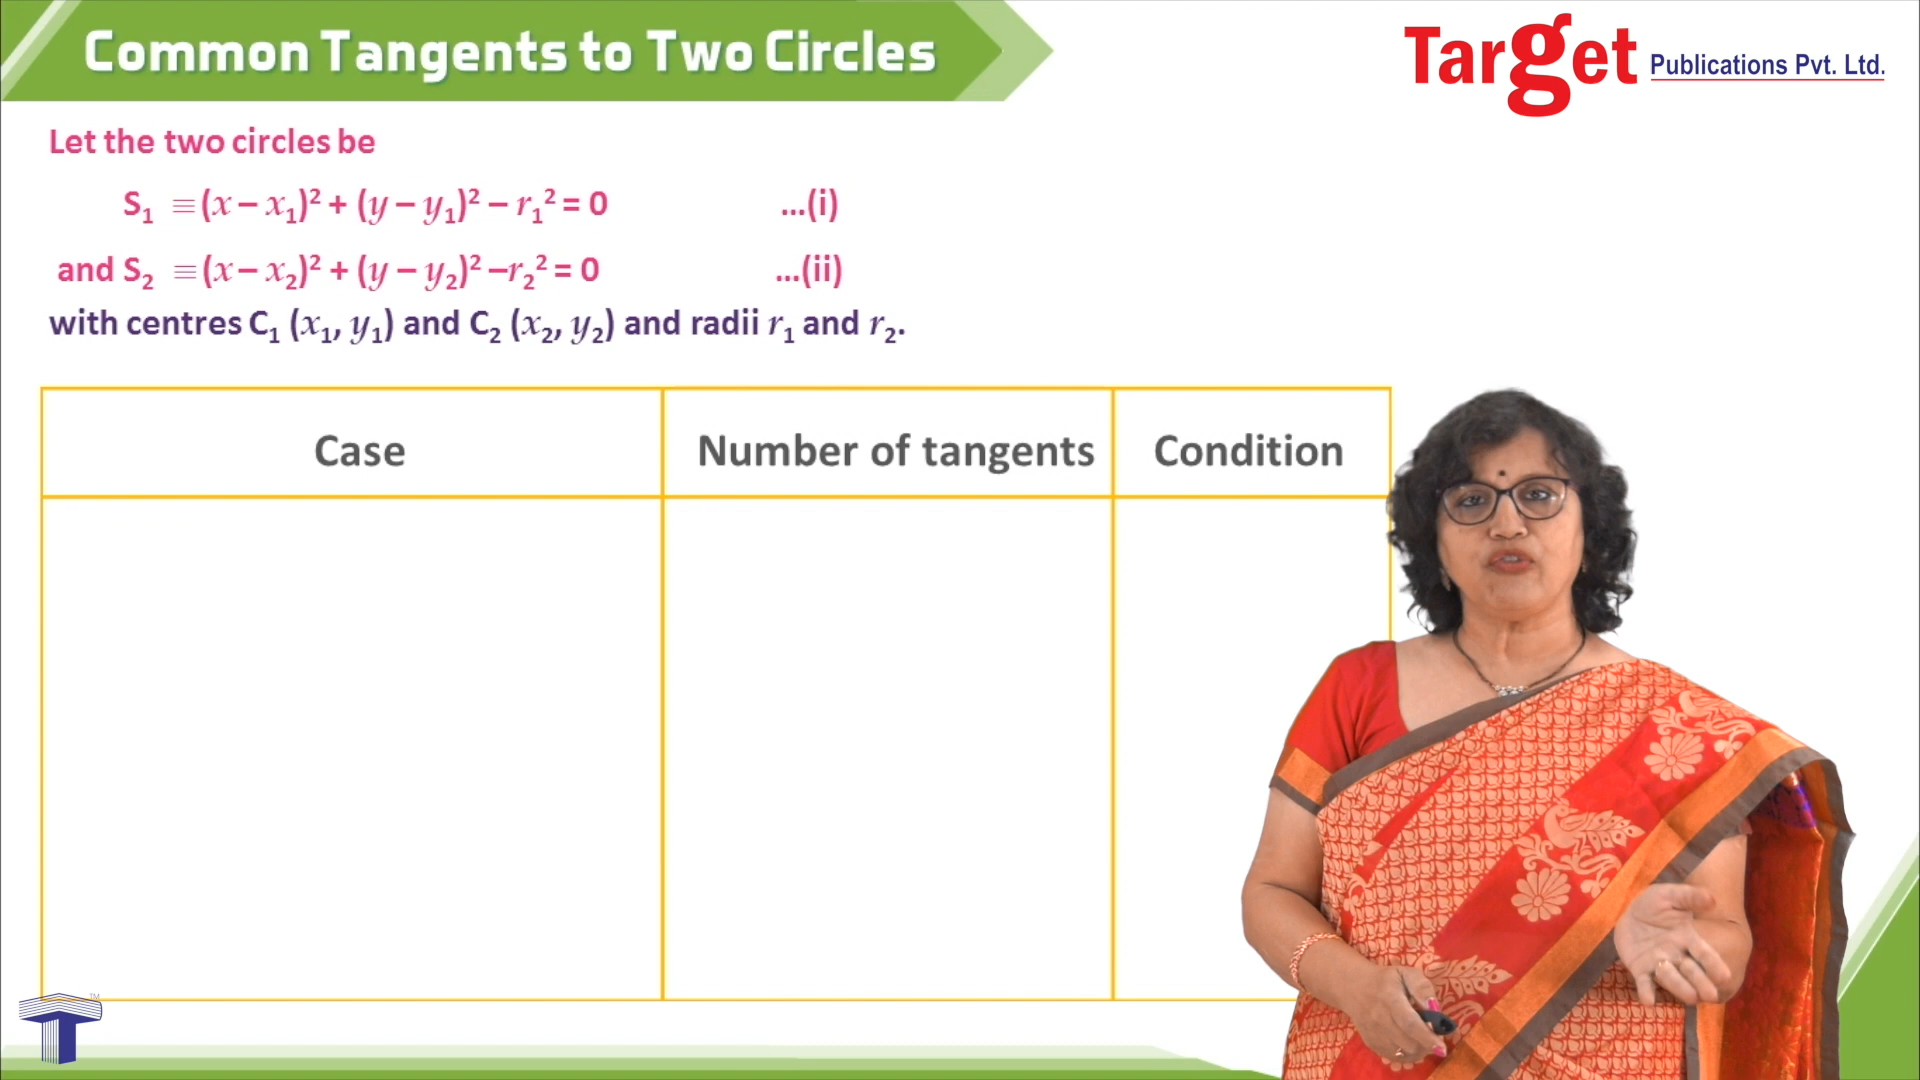 Common Tangents to Two Circles
Target Publications Pvt. Ltd.
Let the two circles be
S₁ ≡ (x – x₁)² + (y – y₁)² – r₁² = 0 ...(i)
and S₂ ≡ (x – x₂)² + (y – y₂)² – r₂² = 0 ...(ii)
with centres C₁ (x₁, y₁) and C₂ (x₂, y₂) and radii r₁ and r₂.
Case Number of tangents Condition
T ™